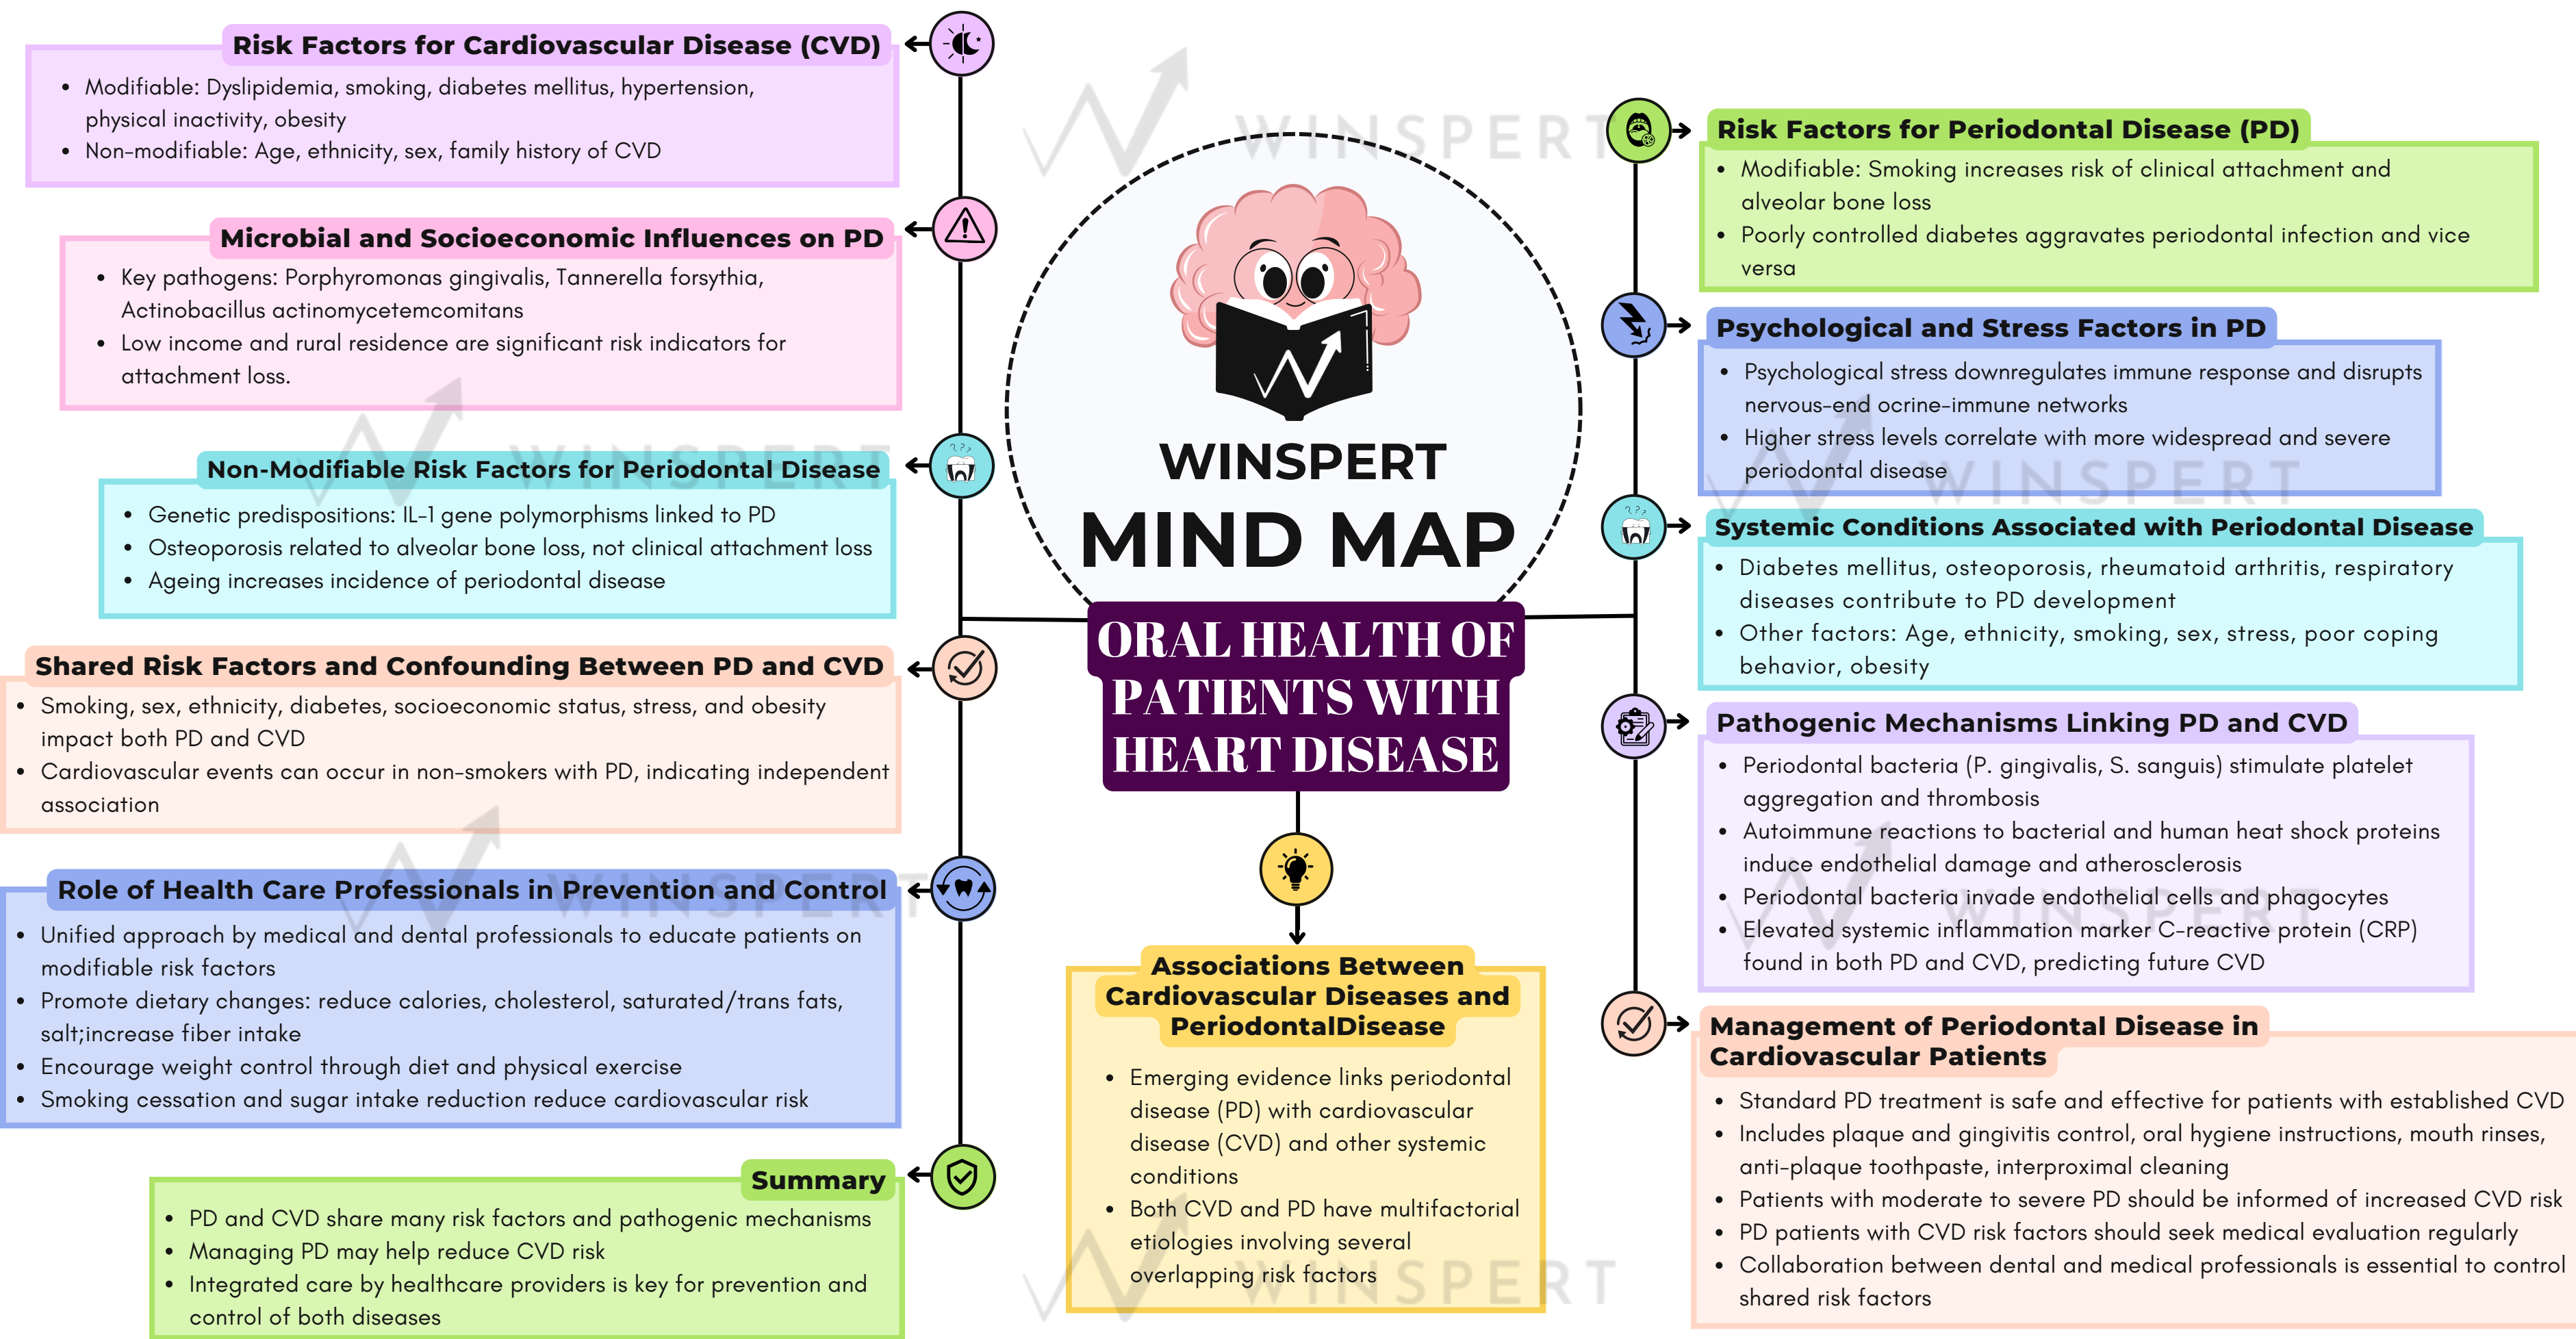 Risk Factors for Cardiovascular Disease (CVD)
• Modifiable: Dyslipidemia, smoking, diabetes mellitus, hypertension,
physical inactivity, obesity
• Non-modifiable: Age, ethnicity, sex, family history of CVD
Microbial and Socioeconomic Influences on PD
• Key pathogens: Porphyromonas gingivalis, Tannerella forsythia,
Actinobacillus actinomycetemcomitans
• Low income and rural residence are significant risk indicators for
attachment loss.
Non-Modifiable Risk Factors for Periodontal Disease
• Genetic predispositions: IL-1 gene polymorphisms linked to PD
• Osteoporosis related to alveolar bone loss, not clinical attachment loss
• Ageing increases incidence of periodontal disease
Shared Risk Factors and Confounding Between PD and CVD
• Smoking, sex, ethnicity, diabetes, socioeconomic status, stress, and obesity
impact both PD and CVD
• Cardiovascular events can occur in non-smokers with PD, indicating independent
association
Role of Health Care Professionals in Prevention and Control
• Unified approach by medical and dental professionals to educate patients on
modifiable risk factors
• Promote dietary changes: reduce calories, cholesterol, saturated/trans fats,
salt;increase fiber intake
• Encourage weight control through diet and physical exercise
• Smoking cessation and sugar intake reduction reduce cardiovascular risk
Summary
• PD and CVD share many risk factors and pathogenic mechanisms
• Managing PD may help reduce CVD risk
• Integrated care by healthcare providers is key for prevention and
control of both diseases
WINSPERT
MIND MAP
ORAL HEALTH OF
PATIENTS WITH
HEART DISEASE
Associations Between
Cardiovascular Diseases and
PeriodontalDisease
• Emerging evidence links periodontal
disease (PD) with cardiovascular
disease (CVD) and other systemic
conditions
• Both CVD and PD have multifactorial
etiologies involving several
overlapping risk factors
Risk Factors for Periodontal Disease (PD)
• Modifiable: Smoking increases risk of clinical attachment and
alveolar bone loss
• Poorly controlled diabetes aggravates periodontal infection and vice
versa
Psychological and Stress Factors in PD
• Psychological stress downregulates immune response and disrupts
nervous-end ocrine-immune networks
• Higher stress levels correlate with more widespread and severe
periodontal disease
Systemic Conditions Associated with Periodontal Disease
• Diabetes mellitus, osteoporosis, rheumatoid arthritis, respiratory
diseases contribute to PD development
• Other factors: Age, ethnicity, smoking, sex, stress, poor coping
behavior, obesity
Pathogenic Mechanisms Linking PD and CVD
• Periodontal bacteria (P. gingivalis, S. sanguis) stimulate platelet
aggregation and thrombosis
• Autoimmune reactions to bacterial and human heat shock proteins
induce endothelial damage and atherosclerosis
• Periodontal bacteria invade endothelial cells and phagocytes
• Elevated systemic inflammation marker C-reactive protein (CRP)
found in both PD and CVD, predicting future CVD
Management of Periodontal Disease in
Cardiovascular Patients
• Standard PD treatment is safe and effective for patients with established CVD
• Includes plaque and gingivitis control, oral hygiene instructions, mouth rinses,
anti-plaque toothpaste, interproximal cleaning
• Patients with moderate to severe PD should be informed of increased CVD risk
• PD patients with CVD risk factors should seek medical evaluation regularly
• Collaboration between dental and medical professionals is essential to control
shared risk factors
WINSPERT
WINSPERT
WINSPERT
WINSPERT
WINSPERT
WINSPERT